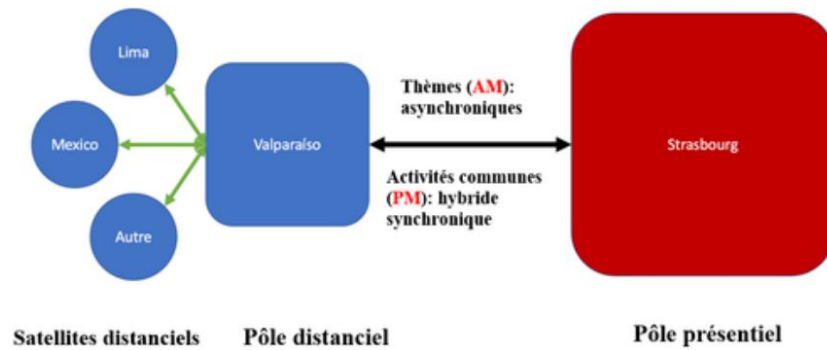 Lima
Mexico
Autre
Valparaíso
Thèmes (AM):
asynchroniques
Activités communes
(PM): hybride
synchronique
Strasbourg
Satellites distanciels
Pôle distanciel
Pôle présentiel